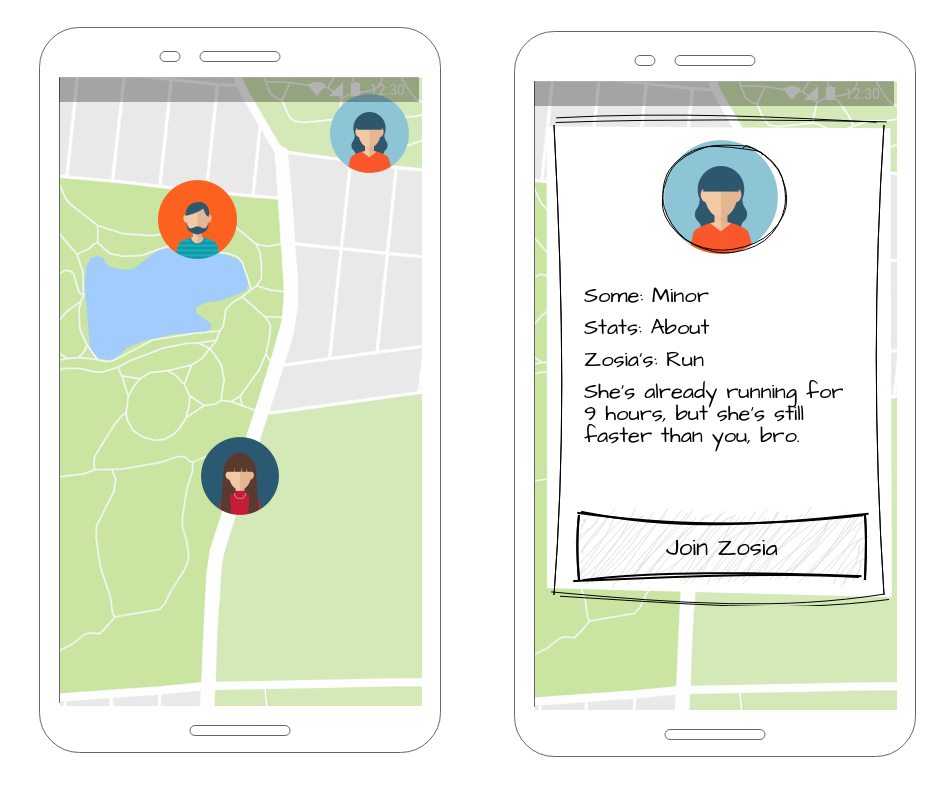 12:30
12:30
Some: Minor
Stats: About
Zosia's: Run
She's already running for
9 hours, but she's still
faster than you, bro.
Join Zosia